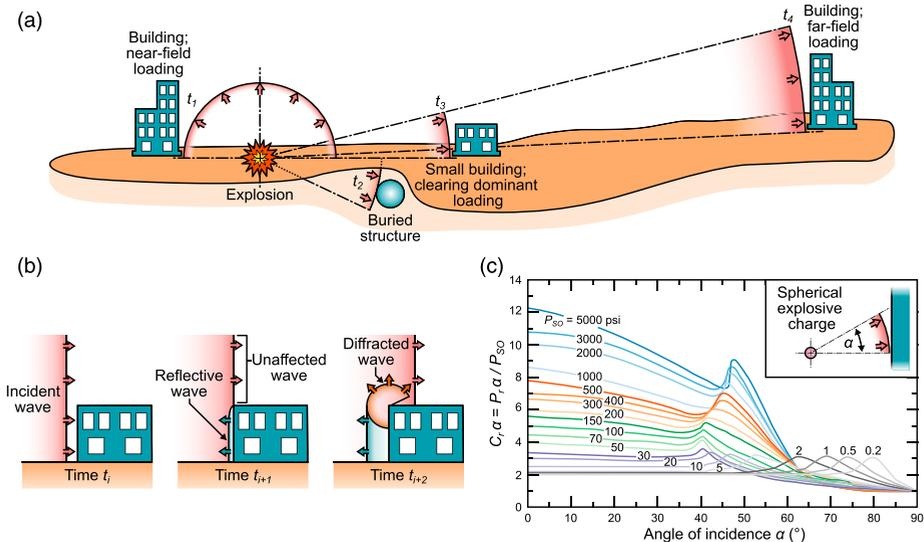 (a)
Building;
near-field
loading
t1
Explosion
t2
Buried
structure
t3
Small building;
clearing dominant
loading
t4
Building;
far-field
loading
(b)
Incident
wave
Time ti
Reflective
wave
Unaffected
wave
Time ti+1
Diffracted
wave
Time ti+2
(c)
Cr α = Pr α / PSO
14
12
10
8
6
4
2
0
PSO = 5000 psi
3000
2000
1000
500
300 400
200
150
100
70
50
30
20
10
5
2
1
0.5
0.2
Spherical
explosive
charge
α
0 10 20 30 40 50 60 70 80 90
Angle of incidence α (°)